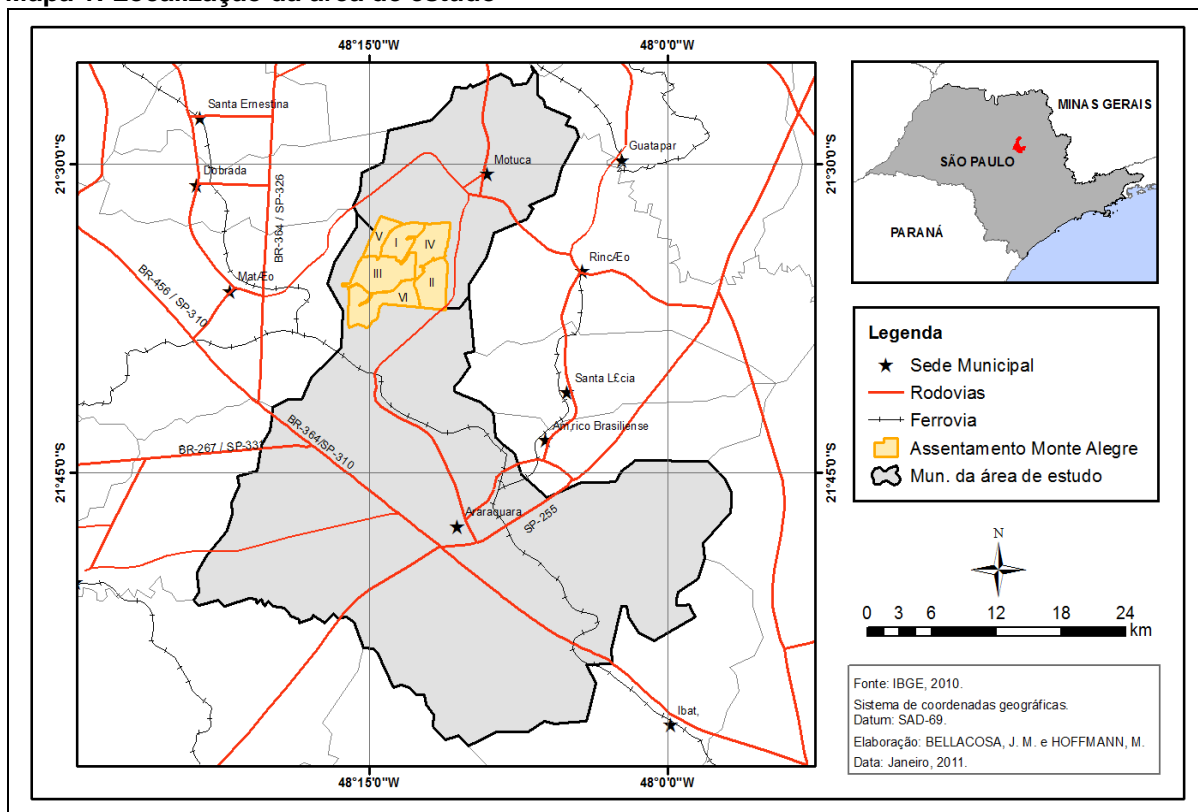 Mapa 1: Localização da área de estudo
48°15'0"W 48°0'0"W
Santa Ernestina
Dobrada
MatÆo
Motuca
Guatapar
RincÆo
Santa L£cia
Am‚rico Brasiliense
Araraquara
Ibat‚
BR-364 / SP-326
BR-456 / SP-310
BR-364/SP-310
BR-267 / SP-331
SP-255
V
I
IV
III
II
VI
21°30'0"S
21°45'0"S
21°30'0"S
21°45'0"S
48°15'0"W 48°0'0"W
MINAS GERAIS
SÃO PAULO
PARANÁ
Legenda
Sede Municipal
Rodovias
Ferrovia
Assentamento Monte Alegre
Mun. da área de estudo
N
0 3 6 12 18 24
km
Fonte: IBGE, 2010.
Sistema de coordenadas geográficas.
Datum: SAD-69.
Elaboração: BELLACOSA, J. M. e HOFFMANN, M.
Data: Janeiro, 2011.